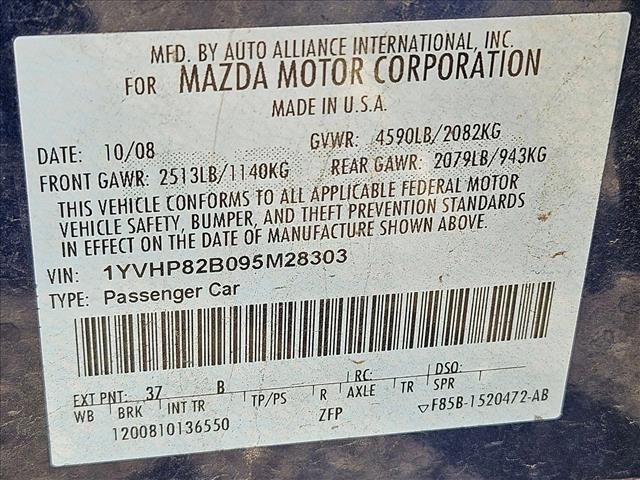 MFD. BY AUTO ALLIANCE INTERNATIONAL, INC.
FOR MAZDA MOTOR CORPORATION
MADE IN U.S.A.
DATE: 10/08 GVWR: 4590LB/2082KG
FRONT GAWR: 2513LB/1140KG REAR GAWR: 2079LB/943KG
THIS VEHICLE CONFORMS TO ALL APPLICABLE FEDERAL MOTOR
VEHICLE SAFETY, BUMPER, AND THEFT PREVENTION STANDARDS
IN EFFECT ON THE DATE OF MANUFACTURE SHOWN ABOVE.
VIN: 1YVHP82B095M28303
TYPE: Passenger Car
EXT PNT: 37 B RC: DSO:
WB BRK INT TR TP/PS R AXLE TR SPR
ZFP ▽F85B-1520472-AB
1200810136550